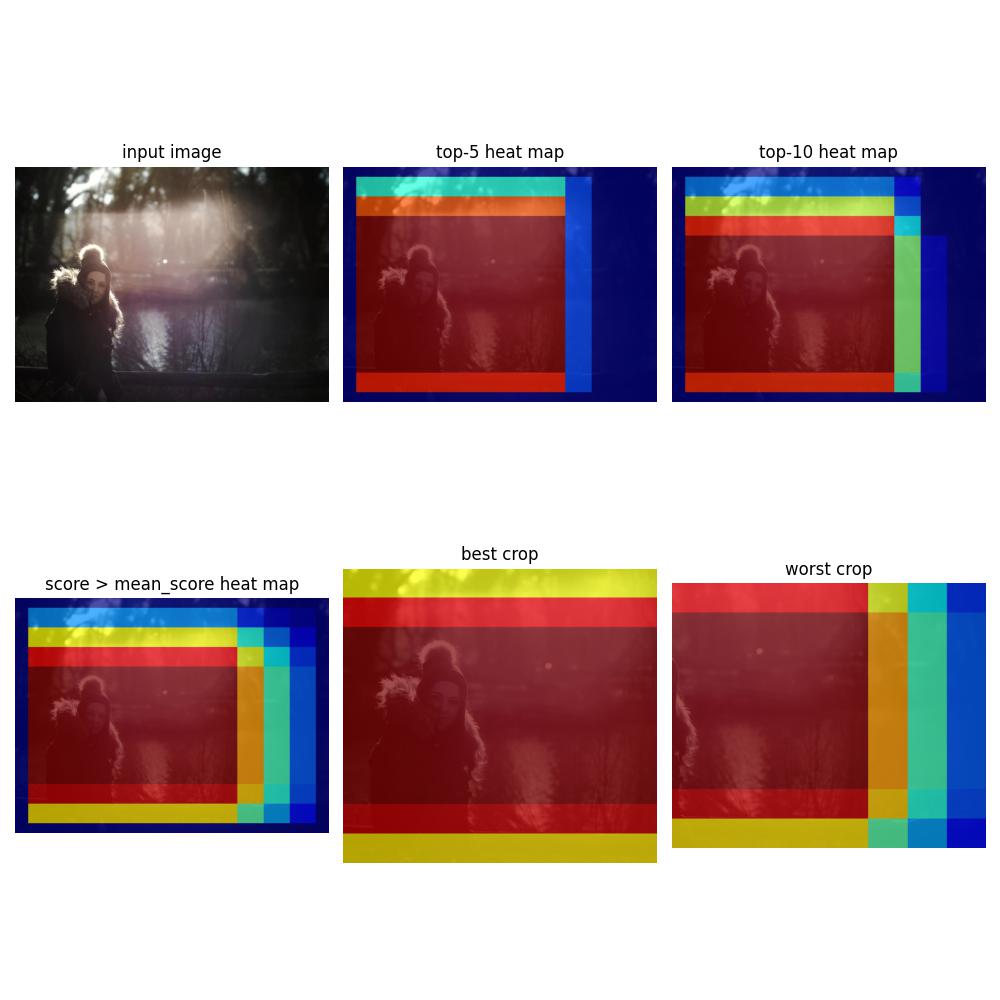 input image
top-5 heat map
top-10 heat map
score > mean_score heat map
best crop
worst crop